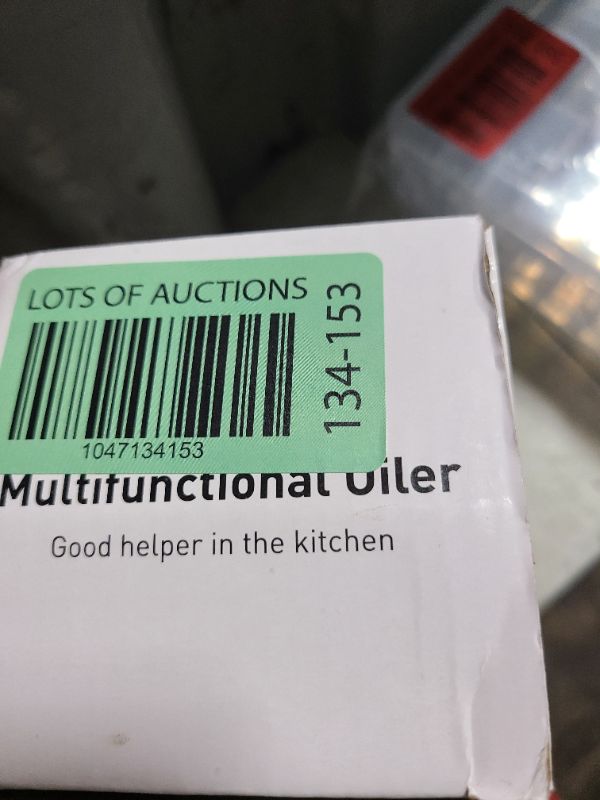 LOTS OF AUCTIONS
134-153
1047134153
Multifunctional Oiler
Good helper in the kitchen